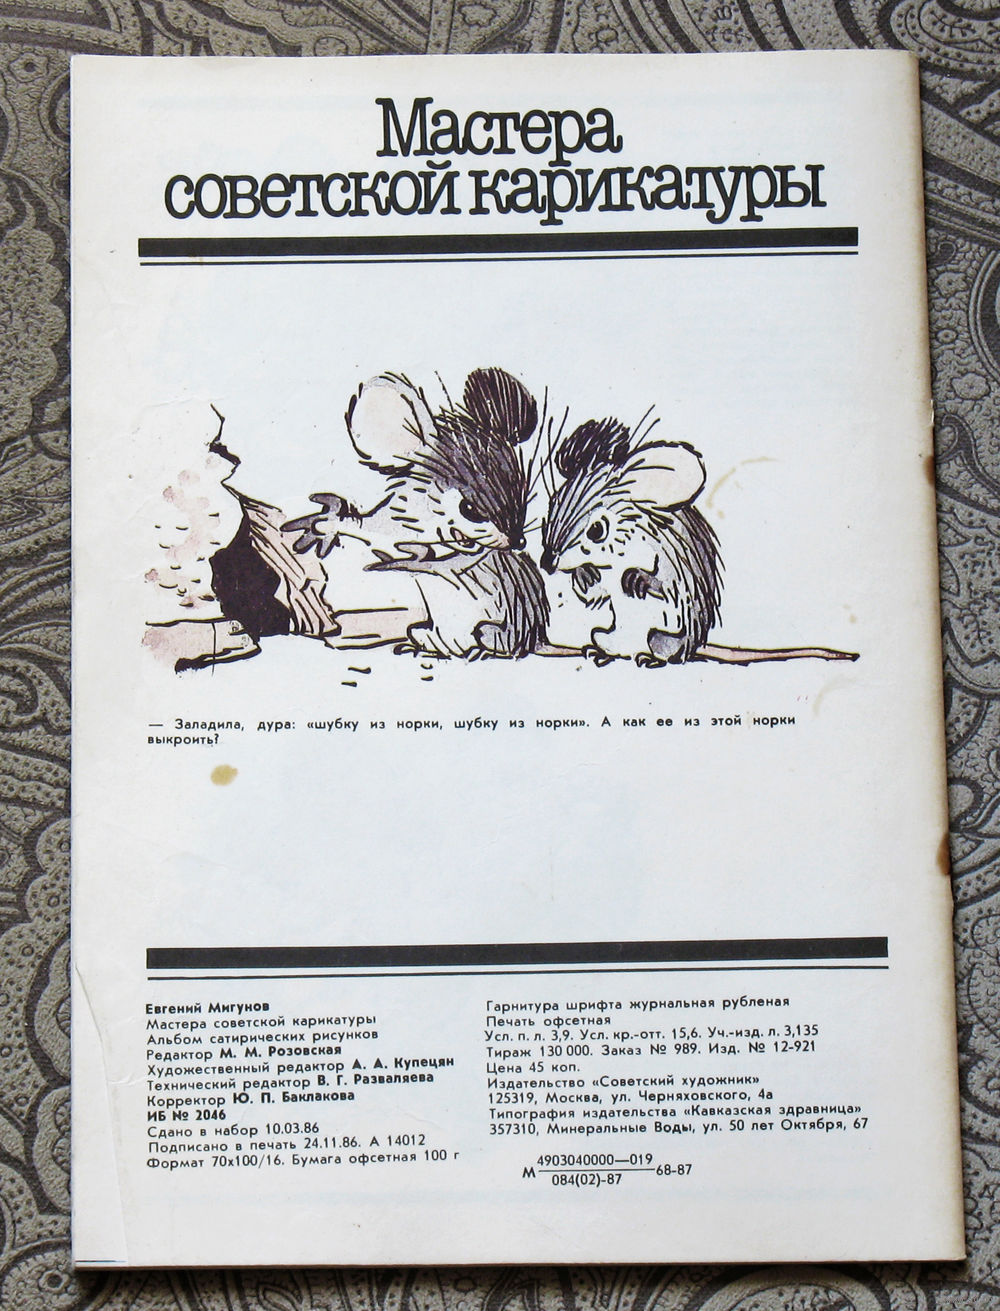 Мастера
советской карикатуры
— Заладила, дура: «шубку из норки, шубку из норки». А как ее из этой норки
выкроить?
Евгений Мигунов
Мастера советской карикатуры
Альбом сатирических рисунков
Редактор М. М. Розовская
Художественный редактор А. А. Купецян
Технический редактор В. Г. Разваляева
Корректор Ю. П. Баклакова
ИБ № 2046
Сдано в набор 10.03.86
Подписано в печать 24.11.86. А 14012
Формат 70х100/16. Бумага офсетная 100 г
Гарнитура шрифта журнальная рубленая
Печать офсетная
Усл. п. л. 3,9. Усл. кр.-отт. 15,6. Уч.-изд. л. 3,135
Тираж 130 000. Заказ № 989. Изд. № 12-921
Цена 45 коп.
Издательство «Советский художник»
125319, Москва, ул. Черняховского, 4а
Типография издательства «Кавказская здравница»
357310, Минеральные Воды, ул. 50 лет Октября, 67
4903040000—019
М 68-87
084(02)-87